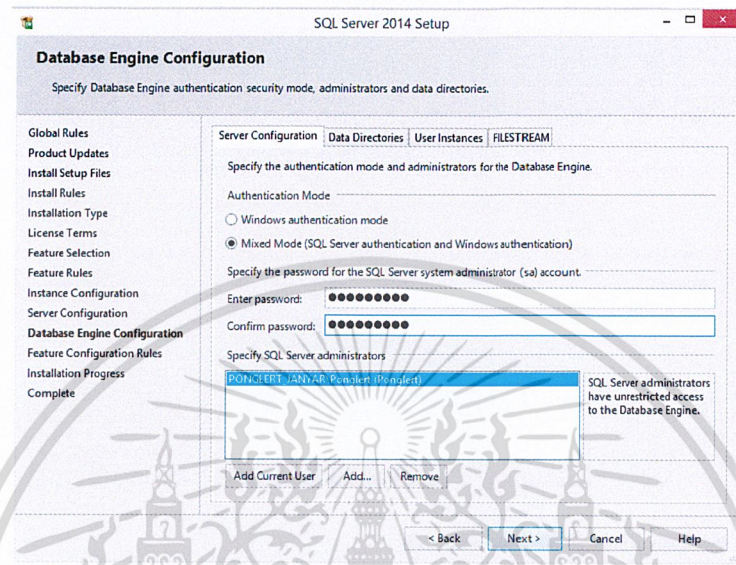 SQL Server 2014 Setup
Database Engine Configuration
Specify Database Engine authentication security mode, administrators and data directories.
Global Rules
Product Updates
Install Setup Files
Install Rules
Installation Type
License Terms
Feature Selection
Feature Rules
Instance Configuration
Server Configuration
Database Engine Configuration
Feature Configuration Rules
Installation Progress
Complete
Server Configuration Data Directories User Instances FILESTREAM
Specify the authentication mode and administrators for the Database Engine.
Authentication Mode
Windows authentication mode
Mixed Mode (SQL Server authentication and Windows authentication)
Specify the password for the SQL Server system administrator (sa) account.
Enter password:
Confirm password:
Specify SQL Server administrators
PONGLERT_JANYAR\Ponglert (Ponglert)
SQL Server administrators
have unrestricted access
to the Database Engine.
Add Current User Add... Remove
< Back Next > Cancel Help